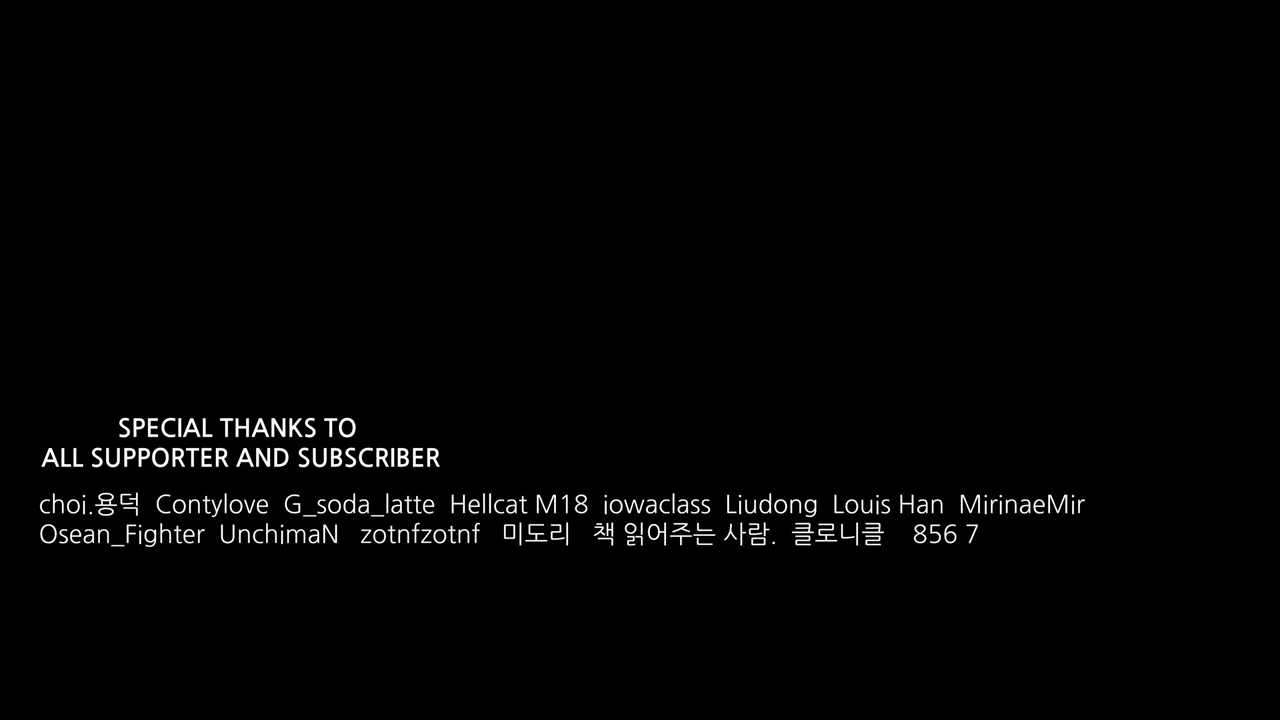 SPECIAL THANKS TO
ALL SUPPORTER AND SUBSCRIBER
choi.용덕 Contylove G_soda_latte Hellcat M18 iowaclass Liudong Louis Han MirinaeMir
Osean_Fighter UnchimaN zotnfzotnf 미도리 책 읽어주는 사람. 클로니클 856 7